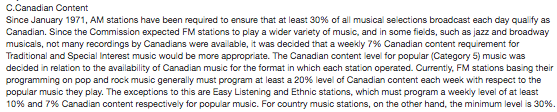 C.Canadian Content
Since January 1971, AM stations have been required to ensure that at least 30% of all musical selections broadcast each day qualify as
Canadian. Since the Commission expected FM stations to play a wider variety of music, and in some fields, such as jazz and broadway
musicals, not many recordings by Canadians were available, it was decided that a weekly 7% Canadian content requirement for
Traditional and Special Interest music would be more appropriate. The Canadian content level for popular (Category 5) music was
decided in relation to the availability of Canadian music for the format in which each station operated. Currently, FM stations basing their
programming on pop and rock music generally must program at least a 20% level of Canadian content each week with respect to the
popular music they play. The exceptions to this are Easy Listening and Ethnic stations, which must program a weekly level of at least
10% and 7% Canadian content respectively for popular music. For country music stations, on the other hand, the minimum level is 30%